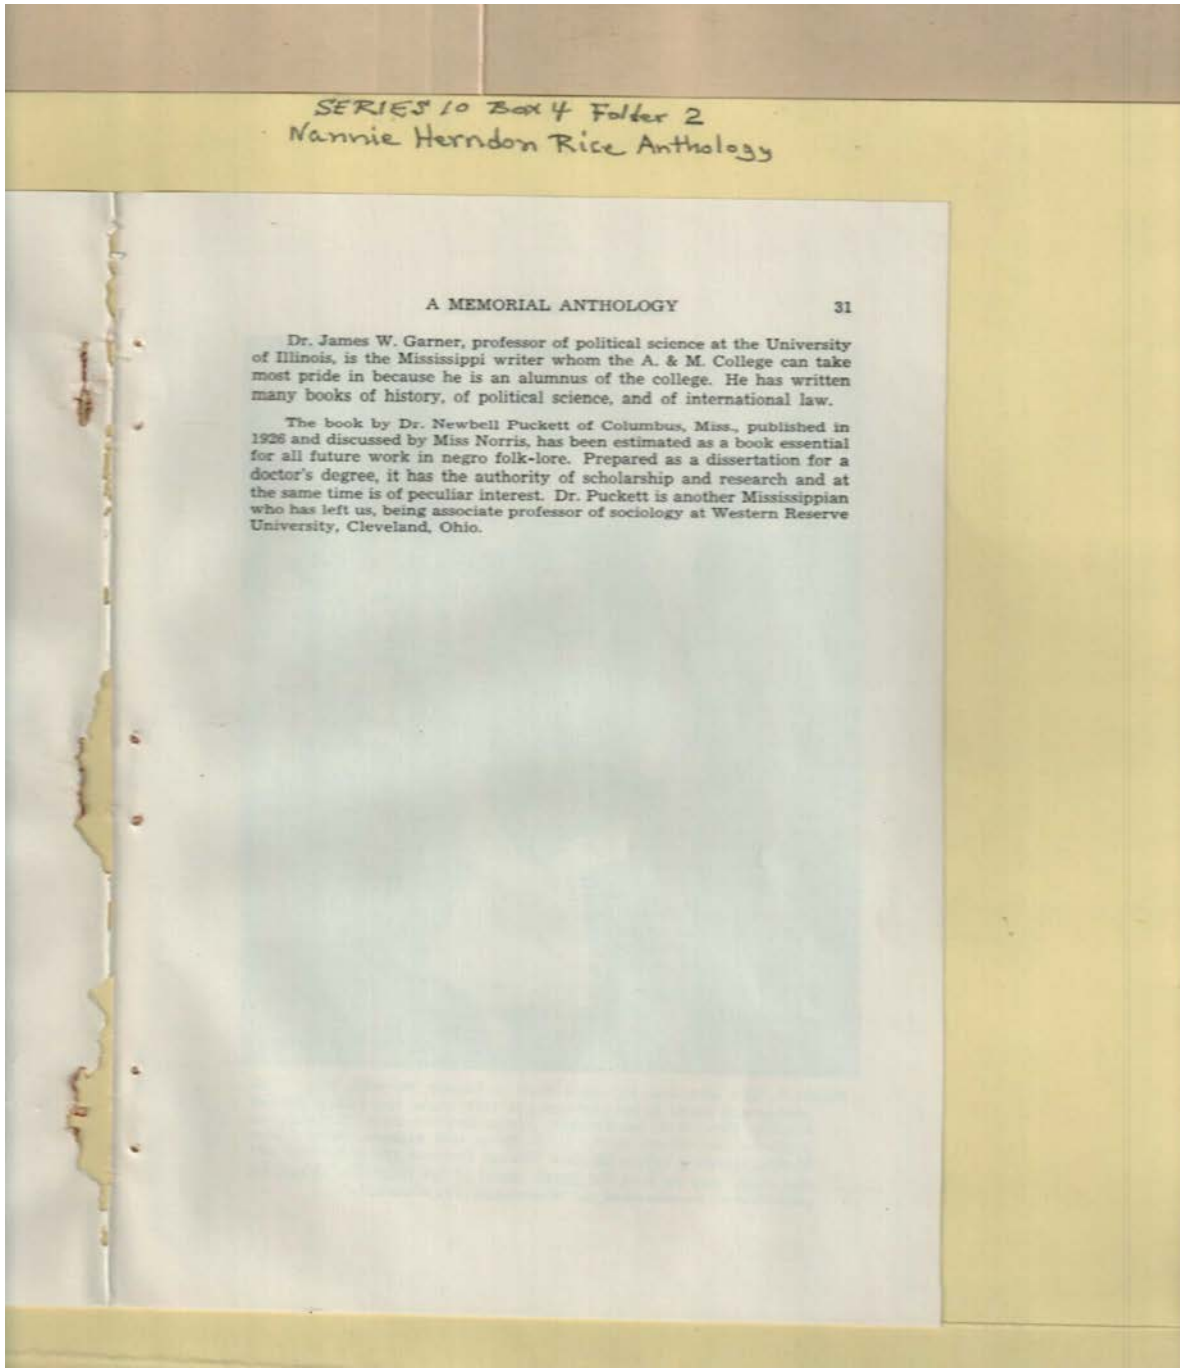 SERIES 10 Box 4 Folder 2
Nannie Herndon Rice Anthology
A MEMORIAL ANTHOLOGY 31
Dr. James W. Garner, professor of political science at the University
of Illinois, is the Mississippi writer whom the A. & M. College can take
most pride in because he is an alumnus of the college. He has written
many books of history, of political science, and of international law.
The book by Dr. Newbell Puckett of Columbus, Miss., published in
1926 and discussed by Miss Norris, has been estimated as a book essential
for all future work in negro folk-lore. Prepared as a dissertation for a
doctor's degree, it has the authority of scholarship and research and at
the same time is of peculiar interest. Dr. Puckett is another Mississippian
who has left us, being associate professor of sociology at Western Reserve
University, Cleveland, Ohio.